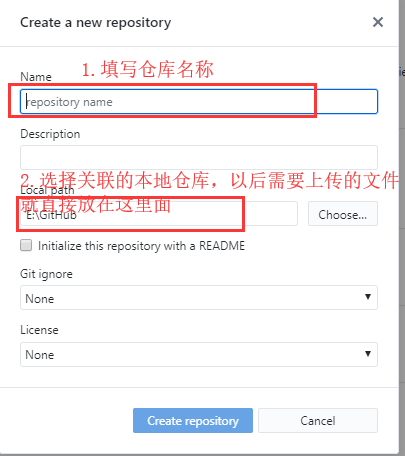 Create a new repository
1.填写仓库名称
Name
repository name
Description
2.选择关联的本地仓库，以后需要上传的文件
Local path
就直接放在这里面
E:\GitHub
Choose...
Initialize this repository with a README
Git ignore
None
License
None
Create repository
Cancel